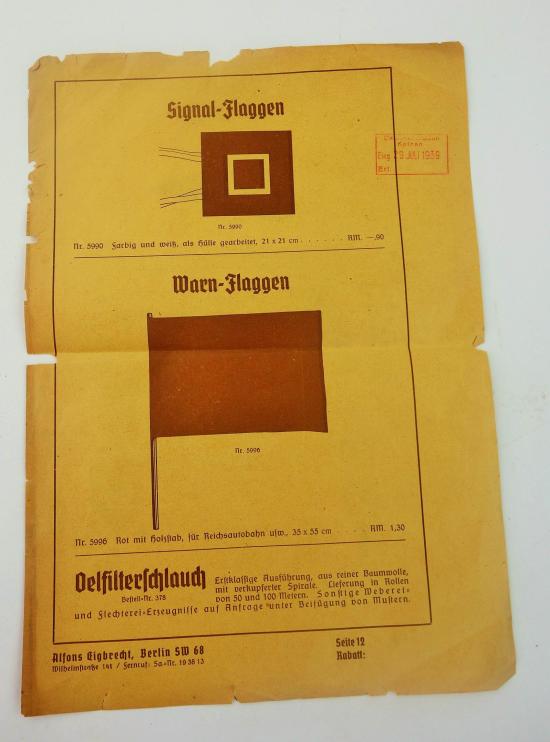 Signal-Flaggen
Köthen
Eing. 29. JULI 1939
Nr. 5990
Nr. 5990 Farbig und weiß, als Hülle gearbeitet, 21 x 21 cm . . . . . . RM. —,90
Warn-Flaggen
Nr. 5996
Nr. 5996 Rot mit Holzstab, für Reichsautobahn usw., 35 x 55 cm . . . . . RM. 1,30
Oelfilterschlauch
Bestell-Nr. 378
Erstklassige Ausführung, aus reiner Baumwolle,
mit verkupferter Spirale. Lieferung in Rollen
von 50 und 100 Metern. Sonstige Weberei-
und Flechterei-Erzeugnisse auf Anfrage unter Beifügung von Mustern.
Alfons Eigbrecht, Berlin SW 68
Wilhelmstraße 141 / Fernruf: Sa.-Nr. 19 38 13
Seite 12
Rabatt: